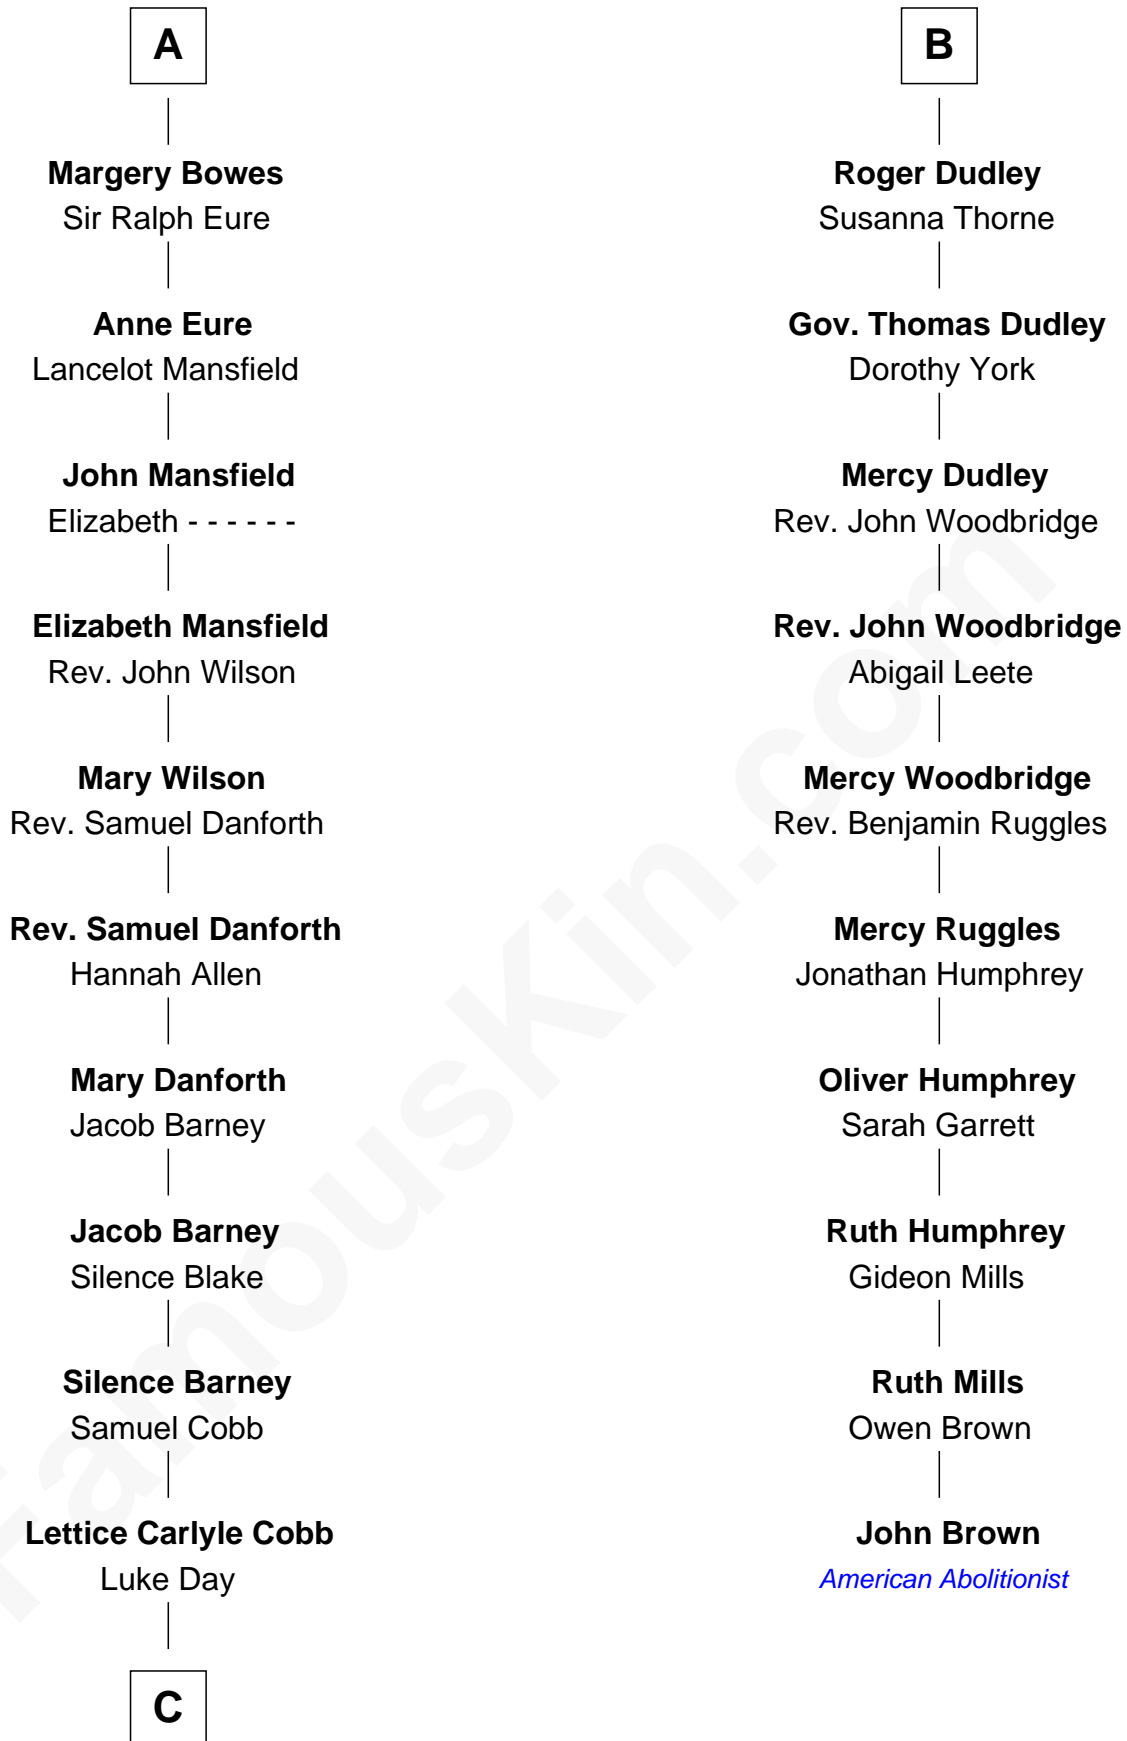 A
Margery Bowes
Sir Ralph Eure
Anne Eure
Lancelot Mansfield
John Mansfield
Elizabeth - - - - - -
Elizabeth Mansfield
Rev. John Wilson
Mary Wilson
Rev. Samuel Danforth
Rev. Samuel Danforth
Hannah Allen
Mary Danforth
Jacob Barney
Jacob Barney
Silence Blake
Silence Barney
Samuel Cobb
Lettice Carlyle Cobb
Luke Day
C
B
Roger Dudley
Susanna Thorne
Gov. Thomas Dudley
Dorothy York
Mercy Dudley
Rev. John Woodbridge
Rev. John Woodbridge
Abigail Leete
Mercy Woodbridge
Rev. Benjamin Ruggles
Mercy Ruggles
Jonathan Humphrey
Oliver Humphrey
Sarah Garrett
Ruth Humphrey
Gideon Mills
Ruth Mills
Owen Brown
John Brown
American Abolitionist
FamousKin.com